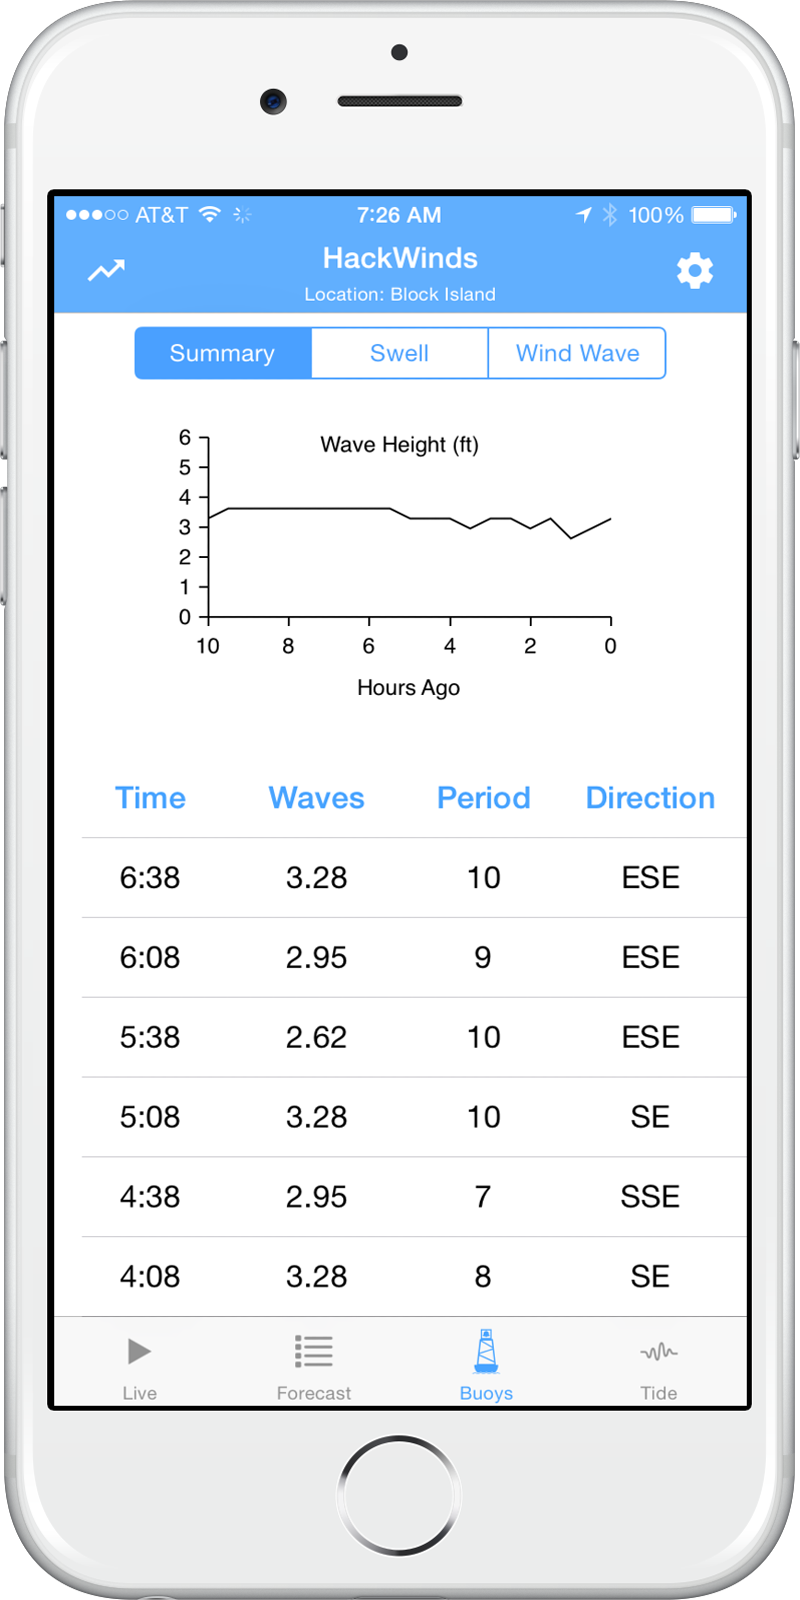 AT&T 7:26 AM 100%
HackWinds
Location: Block Island
Summary Swell Wind Wave
Wave Height (ft)
6
5
4
3
2
1
0
10 8 6 4 2 0
Hours Ago
Time Waves Period Direction
6:38 3.28 10 ESE
6:08 2.95 9 ESE
5:38 2.62 10 ESE
5:08 3.28 10 SE
4:38 2.95 7 SSE
4:08 3.28 8 SE
Live Forecast Buoys Tide